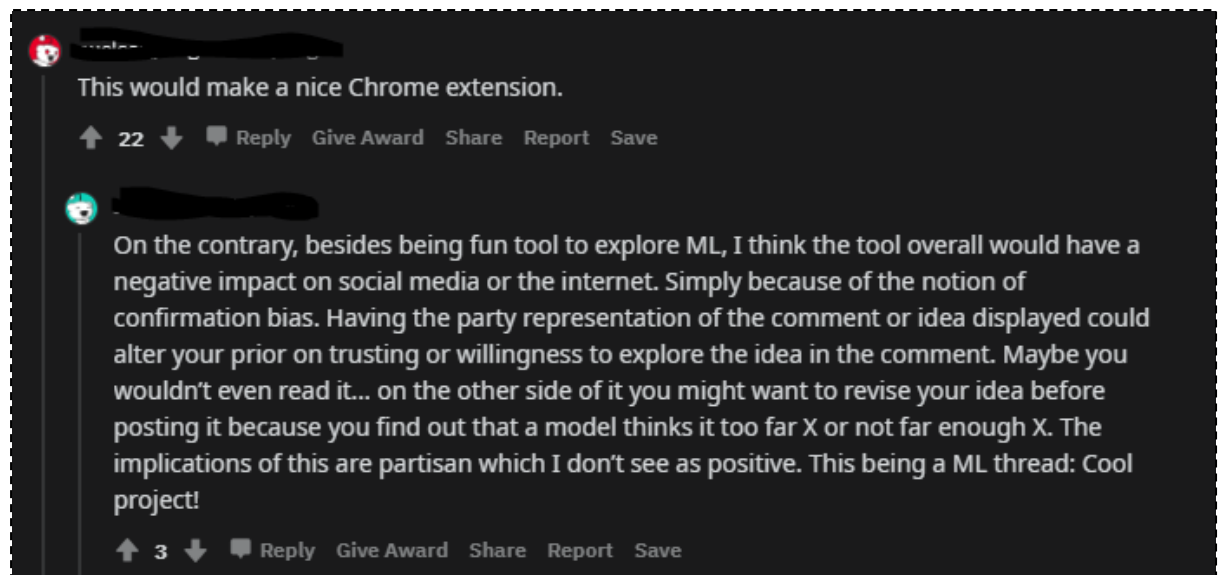 This would make a nice Chrome extension.
22 Reply Give Award Share Report Save
On the contrary, besides being fun tool to explore ML, I think the tool overall would have a
negative impact on social media or the internet. Simply because of the notion of
confirmation bias. Having the party representation of the comment or idea displayed could
alter your prior on trusting or willingness to explore the idea in the comment. Maybe you
wouldn't even read it... on the other side of it you might want to revise your idea before
posting it because you find out that a model thinks it too far X or not far enough X. The
implications of this are partisan which I don't see as positive. This being a ML thread: Cool
project!
3 Reply Give Award Share Report Save